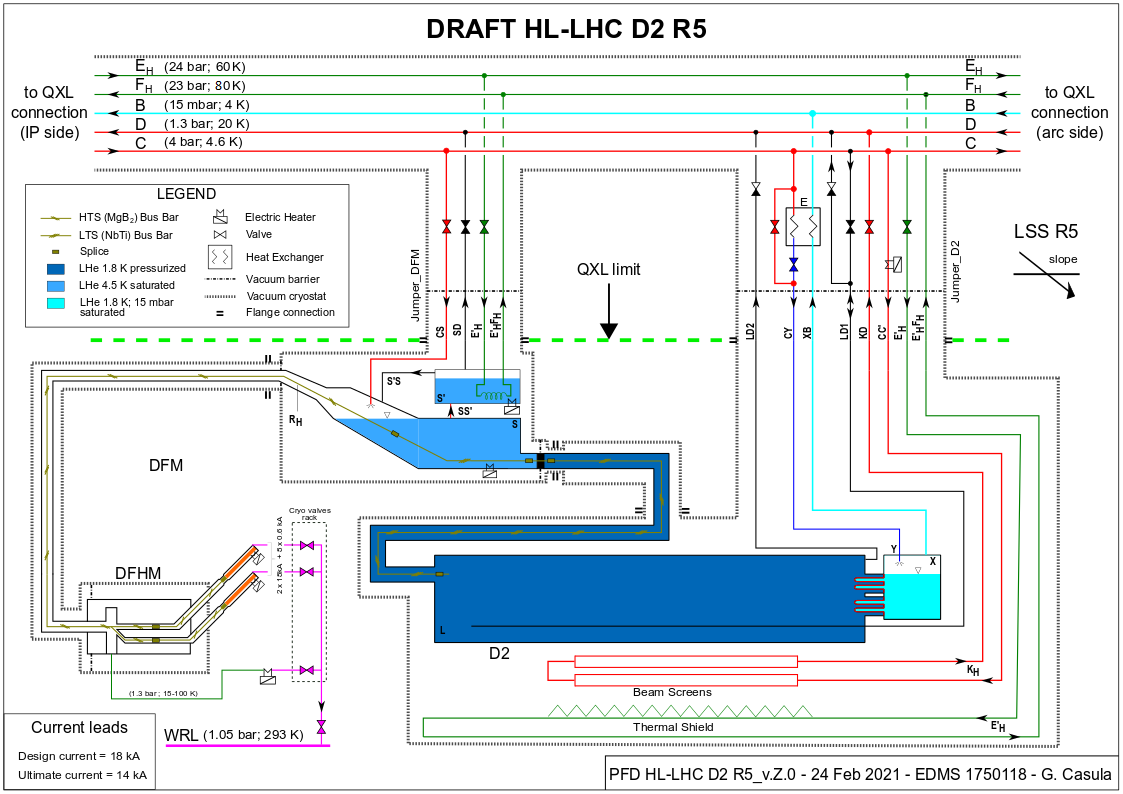 DRAFT HL-LHC D2 R5
to QXL
connection
(IP side)
EH (24 bar; 60 K)
FH (23 bar; 80 K)
B (15 mbar; 4 K)
D (1.3 bar; 20 K)
C (4 bar; 4.6 K)
EH
FH
B
D
C
to QXL
connection
(arc side)
LEGEND
HTS (MgB2) Bus Bar
LTS (NbTi) Bus Bar
Splice
LHe 1.8 K pressurized
LHe 4.5 K saturated
LHe 1.8 K; 15 mbar
saturated
Electric Heater
Valve
Heat Exchanger
Vacuum barrier
Vacuum cryostat
Flange connection
Jumper_DFM
QXL limit
E
Jumper_D2
LSS R5
slope
CS
SD
E'H
E'HFH
LD2
CY
XB
LD1
KD
CC'
E'H
E'HFH
S'S
S'
SS'
S
RH
DFM
DFHM
Cryo valves
rack
2 x 15kA + 5 x 0.6 kA
(1.3 bar; 15-100 K)
Y
X
L
D2
KH
Beam Screens
Thermal Shield
E'H
Current leads
Design current = 18 kA
Ultimate current = 14 kA
WRL (1.05 bar; 293 K)
PFD HL-LHC D2 R5_v.Z.0 - 24 Feb 2021 - EDMS 1750118 - G. Casula